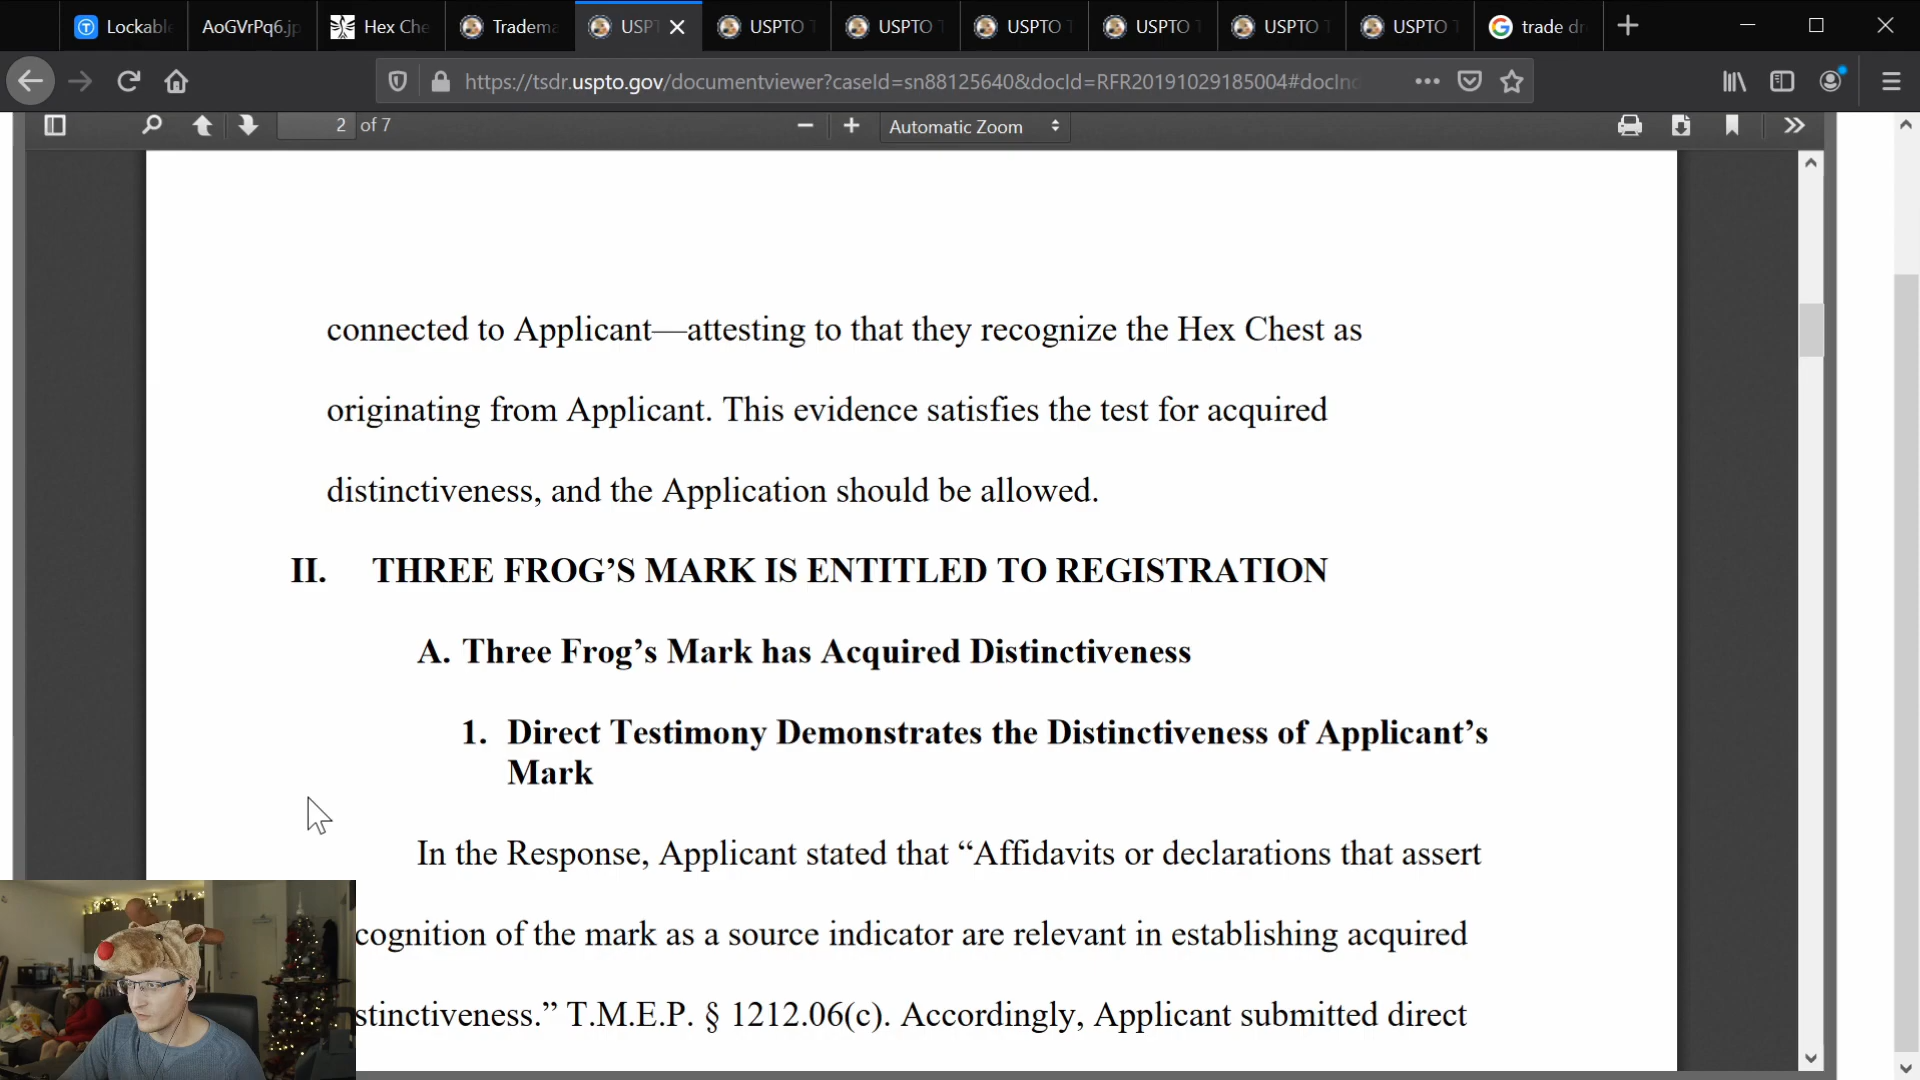 Lockabl
AoGVrPq6.jp
Hex Che
Tradema
USPT
USPTO T
USPTO T
USPTO T
USPTO T
USPTO T
USPTO T
trade dr
https://tsdr.uspto.gov/documentviewer?caseId=sn88125640&docId=RFR20191029185004#docInd
2 of 7
Automatic Zoom
connected to Applicant—attesting to that they recognize the Hex Chest as
originating from Applicant. This evidence satisfies the test for acquired
distinctiveness, and the Application should be allowed.
II. THREE FROG’S MARK IS ENTITLED TO REGISTRATION
A. Three Frog’s Mark has Acquired Distinctiveness
1. Direct Testimony Demonstrates the Distinctiveness of Applicant’s
Mark
In the Response, Applicant stated that “Affidavits or declarations that assert
cognition of the mark as a source indicator are relevant in establishing acquired
stinctiveness.” T.M.E.P. § 1212.06(c). Accordingly, Applicant submitted direct